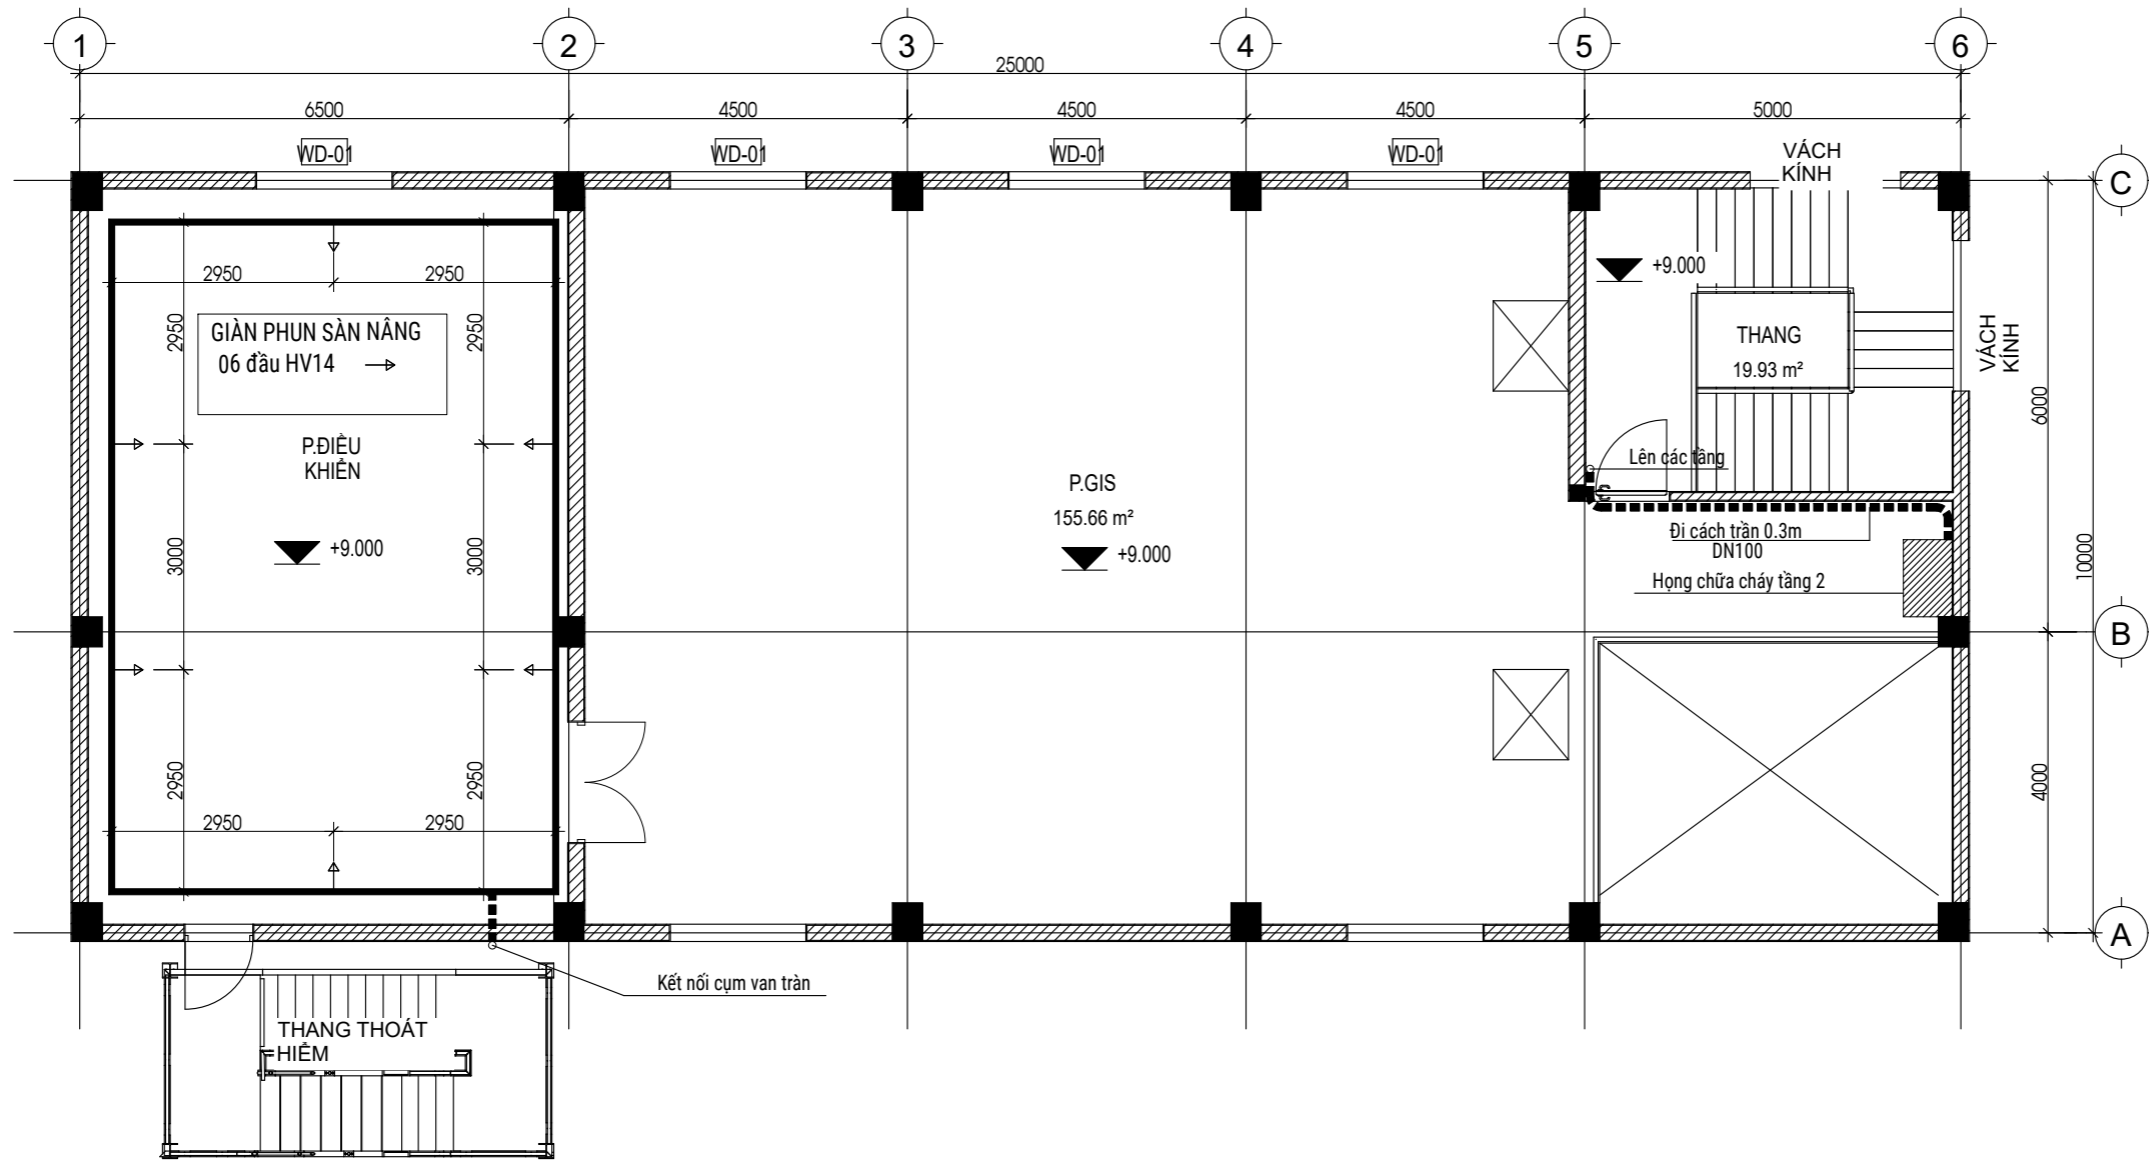 1
2
3
4
5
6
25000
6500
4500
4500
4500
5000
WD-01
WD-01
WD-01
WD-01
VÁCH
KÍNH
C
+9.000
2950
2950
2950
2950
GIÀN PHUN SÀN NÂNG
06 đầu HV14
THANG
19.93 m²
VÁCH
KÍNH
6000
P.ĐIỀU
KHIỂN
Lên các tầng
P.GIS
155.66 m²
+9.000
3000
3000
+9.000
Đi cách trần 0.3m
DN100
Họng chữa cháy tầng 2
10000
B
2950
2950
4000
2950
2950
A
Kết nối cụm van tràn
THANG THOÁT
HIỂM